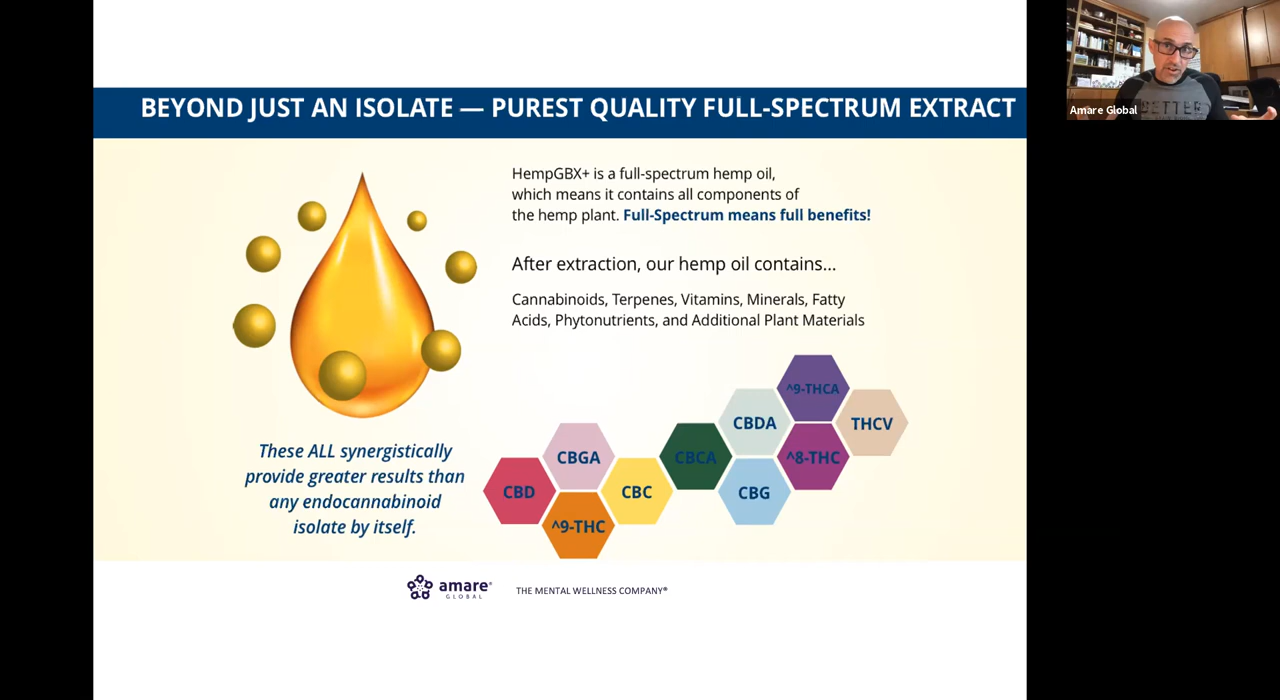 BEYOND JUST AN ISOLATE — PUREST QUALITY FULL-SPECTRUM EXTRACT
HempGBX+ is a full-spectrum hemp oil,
which means it contains all components of
the hemp plant. Full-Spectrum means full benefits!
After extraction, our hemp oil contains...
Cannabinoids, Terpenes, Vitamins, Minerals, Fatty
Acids, Phytonutrients, and Additional Plant Materials
These ALL synergistically
provide greater results than
any endocannabinoid
isolate by itself.
CBD
CBGA
^9-THC
CBC
CBCA
CBDA
CBG
^9-THCA
^8-THC
THCV
amare®
GLOBAL
THE MENTAL WELLNESS COMPANY®
Amare Global
BETTER